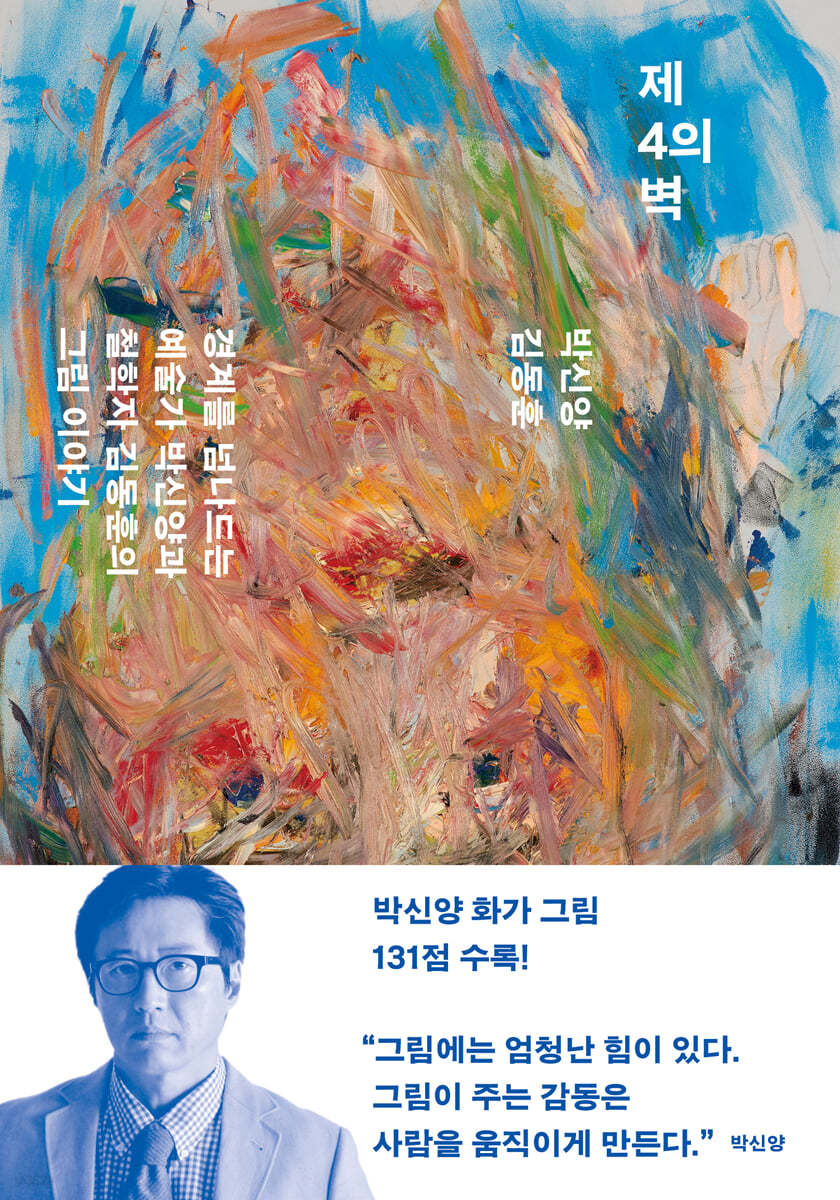 제
4의
벽
박신양
김동훈
경계를 넘나드는
예술가 박신양과
철학자 김동훈의
그림 이야기
박신양 화가 그림
131점 수록!
“그림에는 엄청난 힘이 있다.
그림이 주는 감동은
사람을 움직이게 만든다.” 박신양